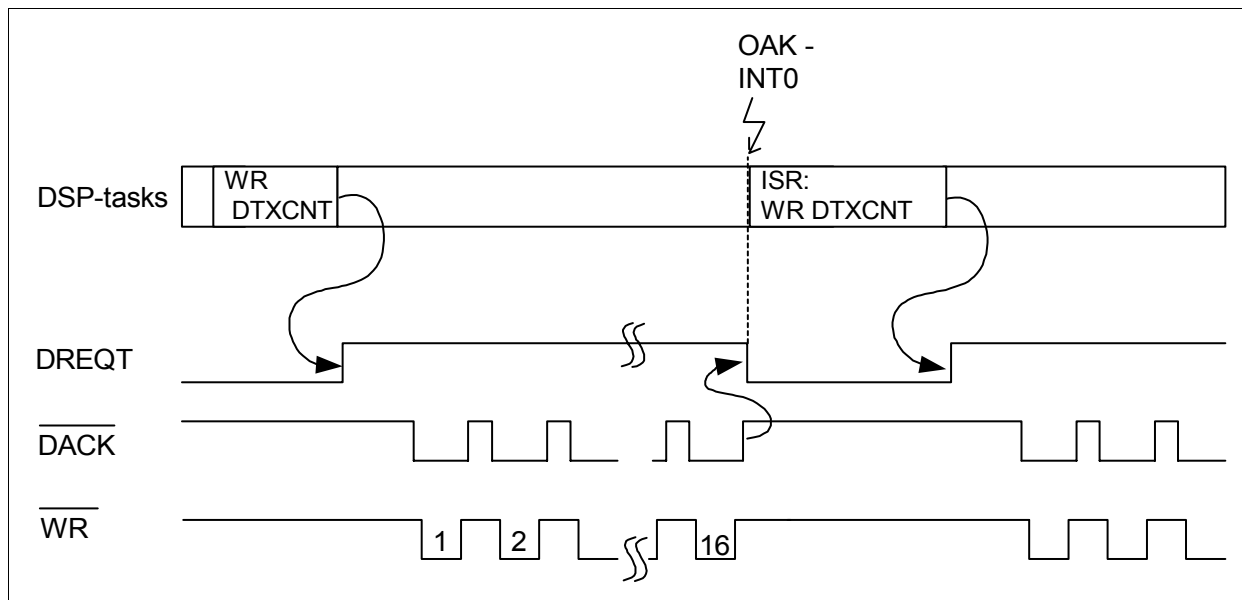 OAK -
INT0
DSP-tasks
WR
DTXCNT
ISR:
WR DTXCNT
DREQT
DACK
WR
1
2
16